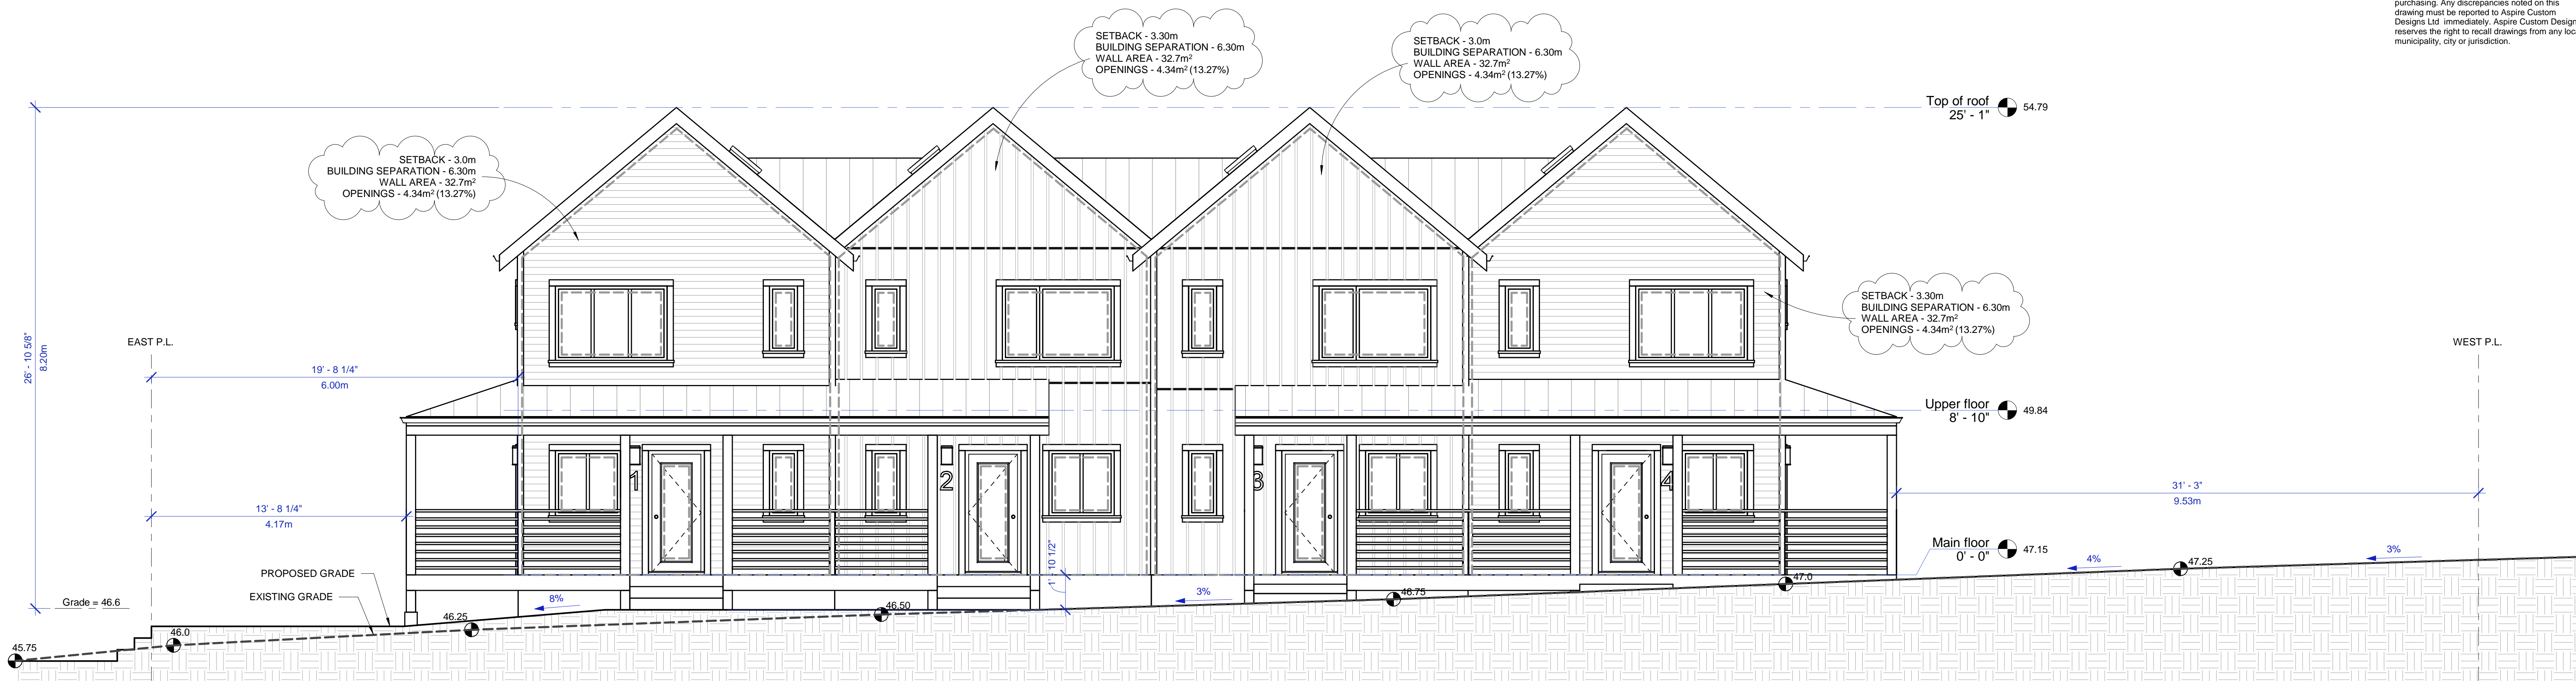 purchasing. Any discrepancies noted on this
drawing must be reported to Aspire Custom
Designs Ltd immediately. Aspire Custom Design
reserves the right to recall drawings from any loc
municipality, city or jurisdiction.
SETBACK - 3.30m
BUILDING SEPARATION - 6.30m
WALL AREA - 32.7m²
OPENINGS - 4.34m² (13.27%)
SETBACK - 3.0m
BUILDING SEPARATION - 6.30m
WALL AREA - 32.7m²
OPENINGS - 4.34m² (13.27%)
Top of roof
25' - 1"
54.79
SETBACK - 3.0m
BUILDING SEPARATION - 6.30m
WALL AREA - 32.7m²
OPENINGS - 4.34m² (13.27%)
SETBACK - 3.30m
BUILDING SEPARATION - 6.30m
WALL AREA - 32.7m²
OPENINGS - 4.34m² (13.27%)
26' - 10 5/8"
8.20m
EAST P.L.
WEST P.L.
19' - 8 1/4"
6.00m
Upper floor
8' - 10"
49.84
1
2
3
4
31' - 3"
9.53m
13' - 8 1/4"
4.17m
1' - 10 1/2"
Main floor
0' - 0"
47.15
4%
3%
47.25
PROPOSED GRADE
EXISTING GRADE
Grade = 46.6
8%
3%
46.75
47.0
46.50
46.25
46.0
45.75